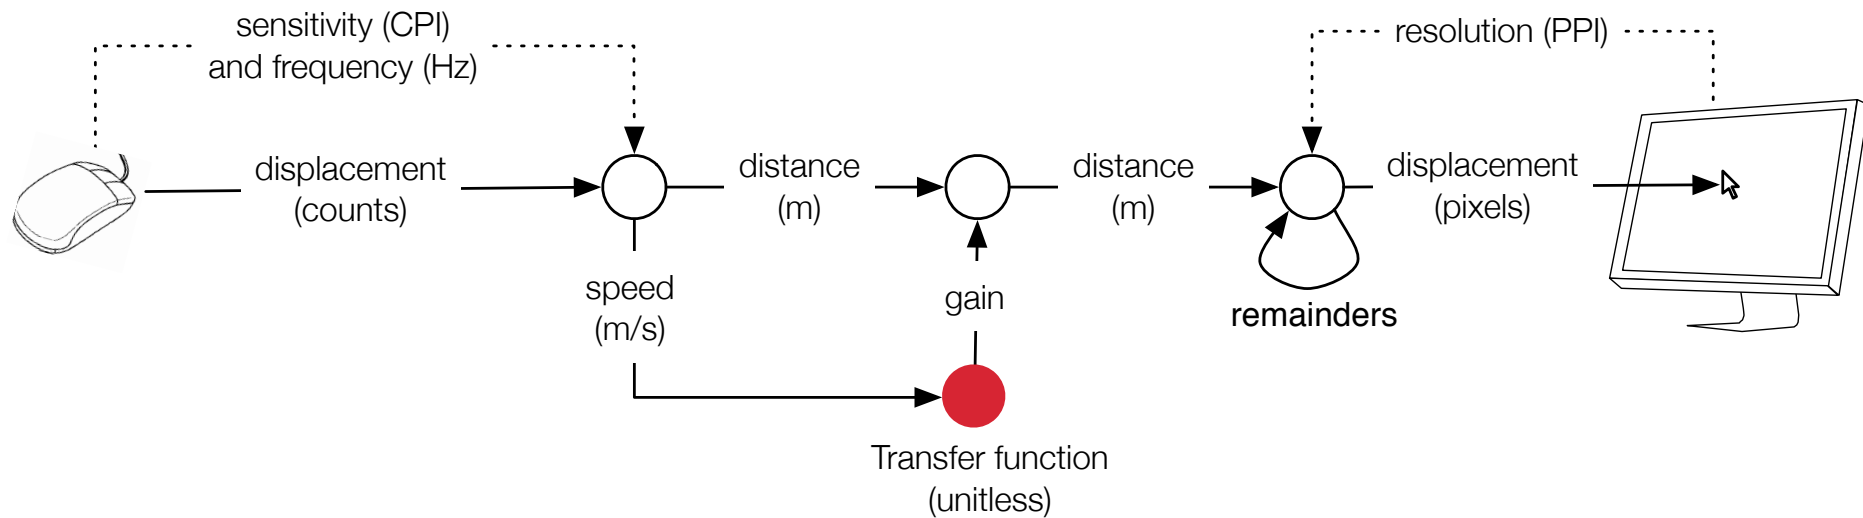 sensitivity (CPI)
and frequency (Hz)
resolution (PPI)
displacement
(counts)
distance
(m)
distance
(m)
displacement
(pixels)
speed
(m/s)
gain
remainders
Transfer function
(unitless)